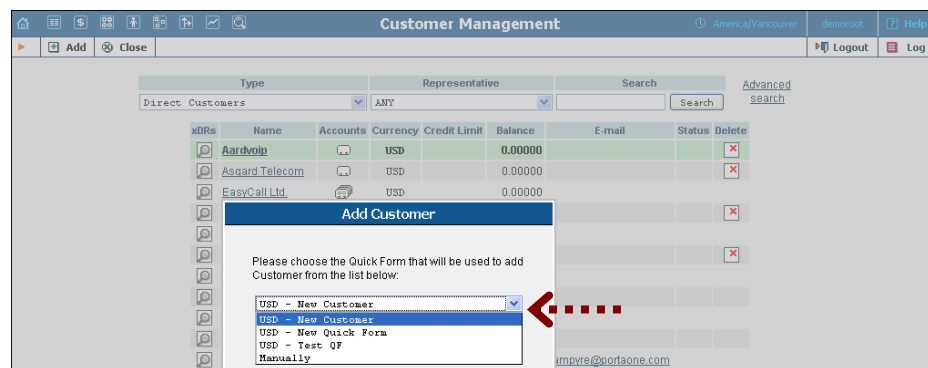 Customer Management
America/Vancouver
demoroot
? Help
Add
Close
Logout
Log
Type Representative Search
Advanced search
Direct Customers ANY Search
xDRs Name Accounts Currency Credit Limit Balance E-mail Status Delete
Aardvoip USD 0.00000
Asgard Telecom USD 0.00000
EasyCall Ltd. USD 0.00000
Add Customer
Please choose the Quick Form that will be used to add
Customer from the list below:
USD - New Customer
USD - New Customer
USD - New Quick Form
USD - Test QF
Manually
ampyre@portaone.com